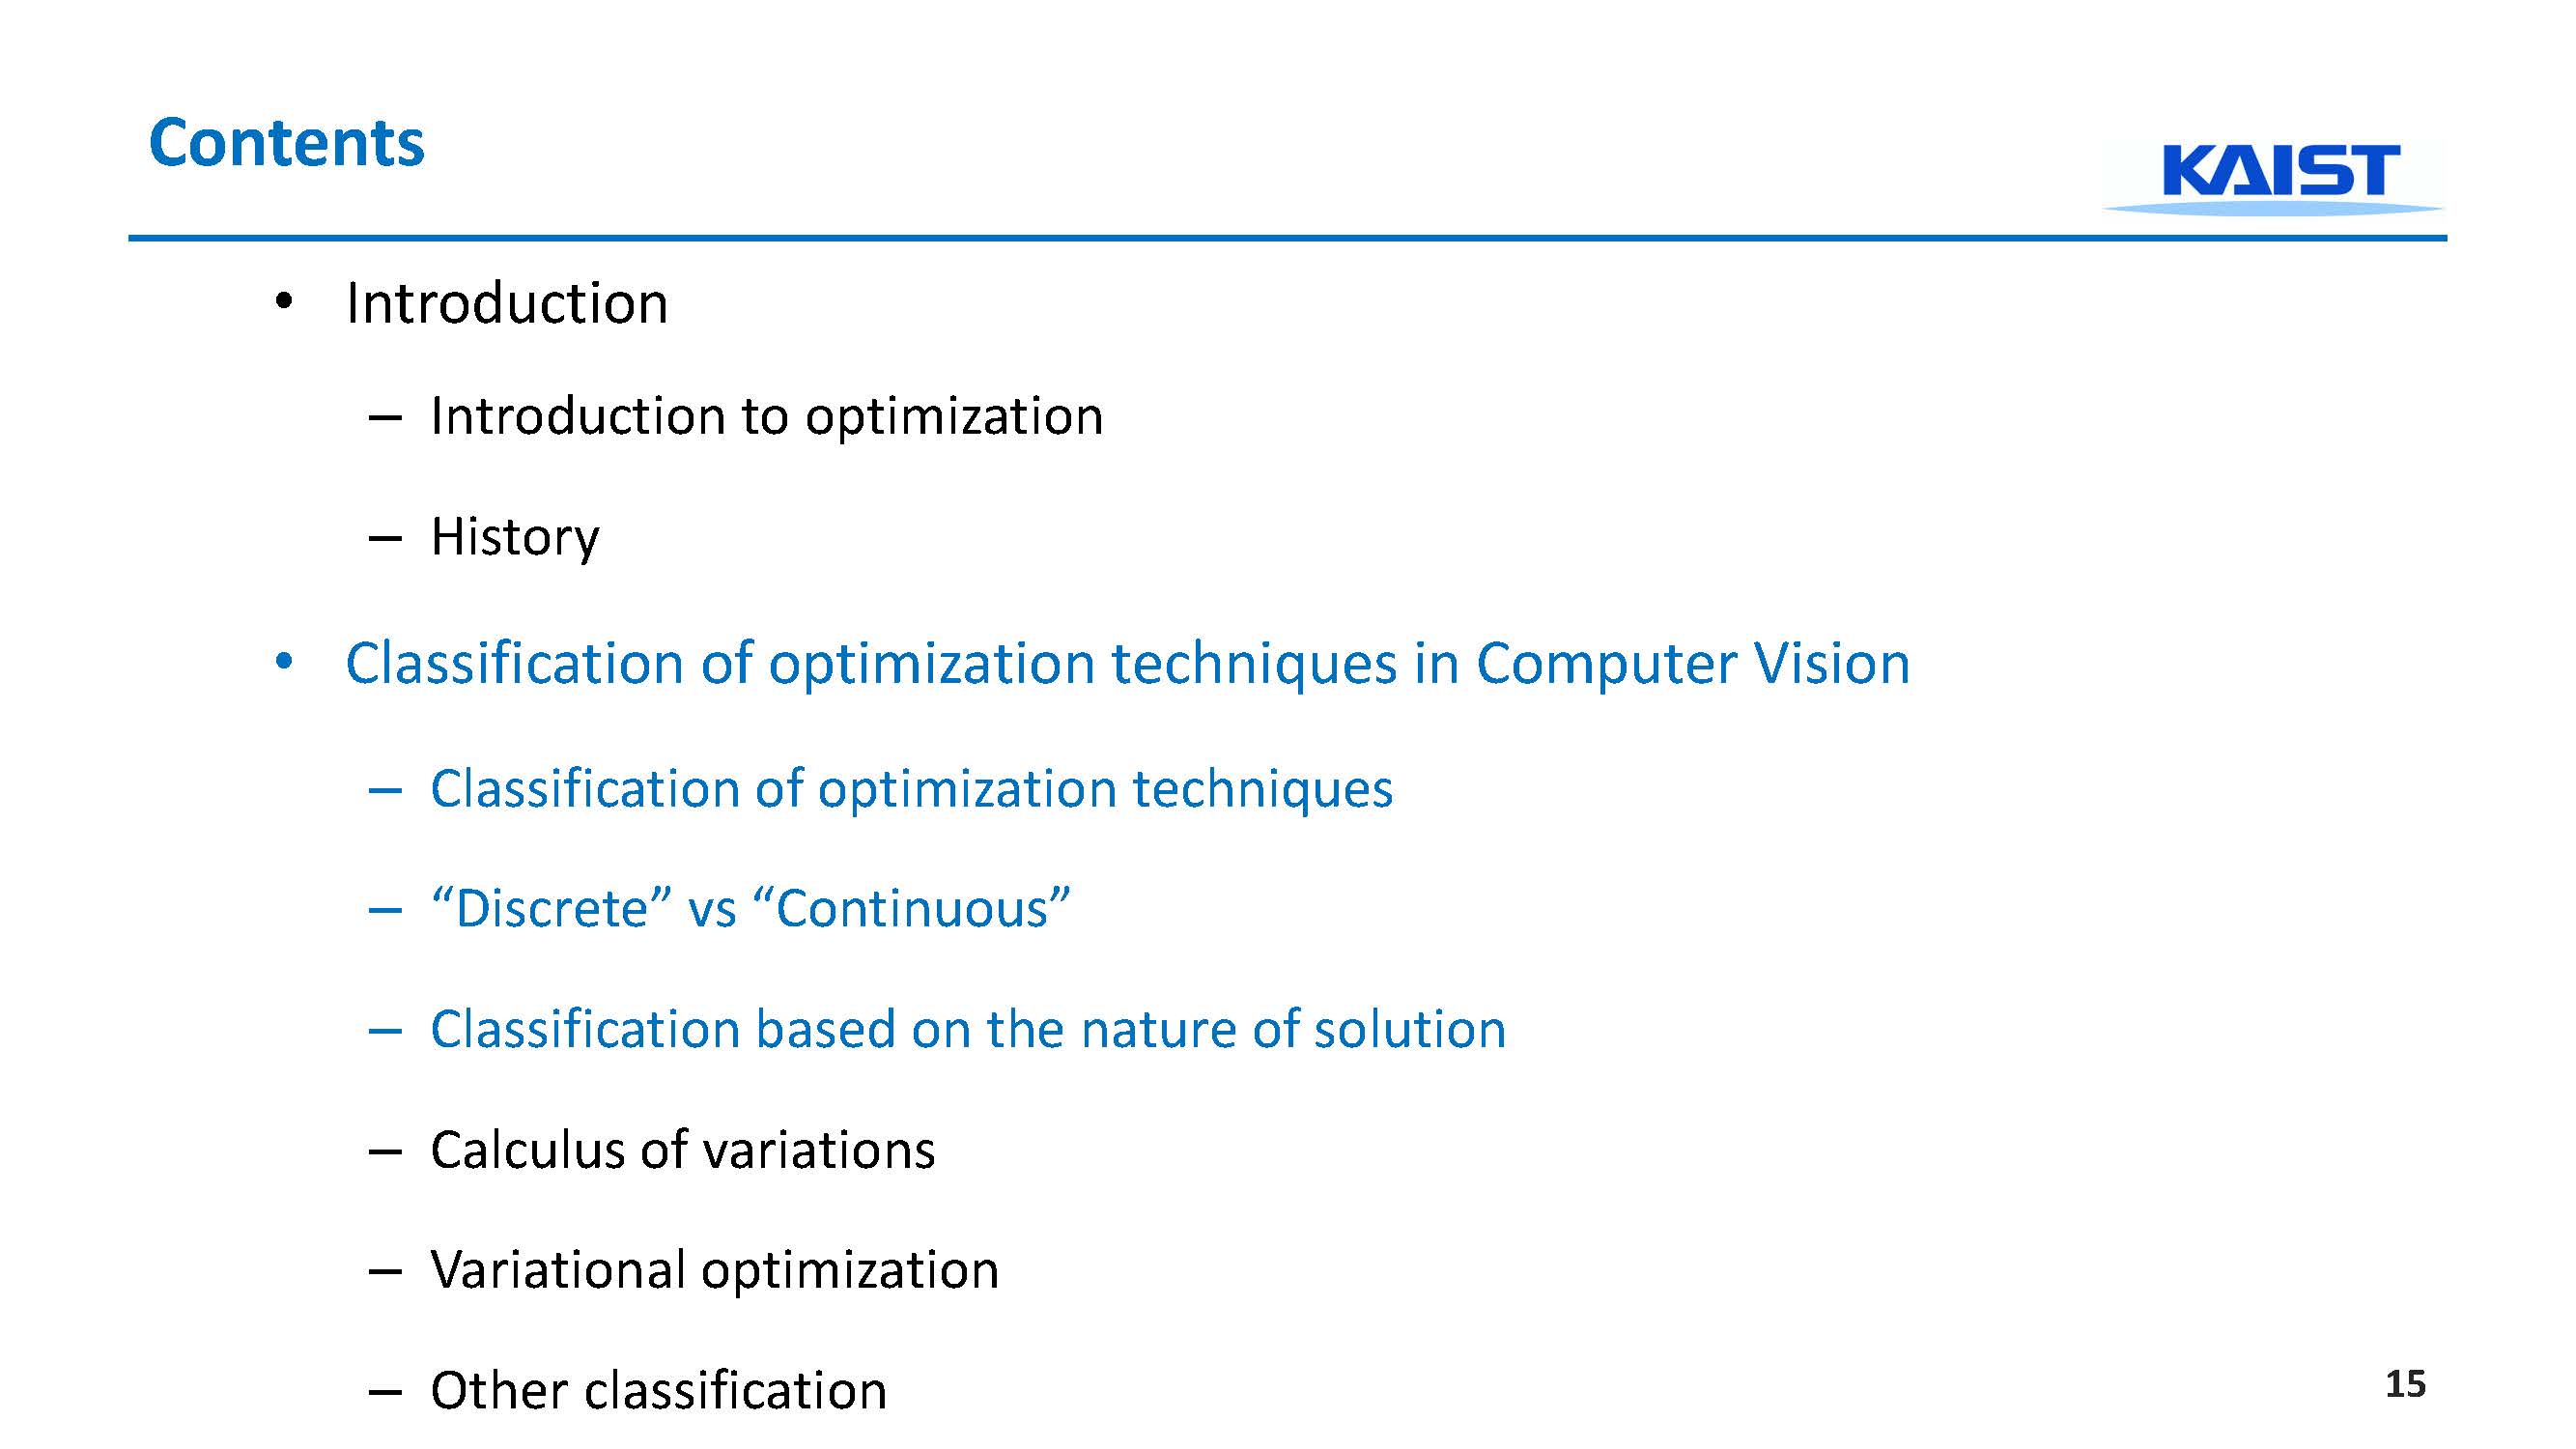 Contents
KAIST
• Introduction
– Introduction to optimization
– History
• Classification of optimization techniques in Computer Vision
– Classification of optimization techniques
– “Discrete” vs “Continuous”
– Classification based on the nature of solution
– Calculus of variations
– Variational optimization
– Other classification
15